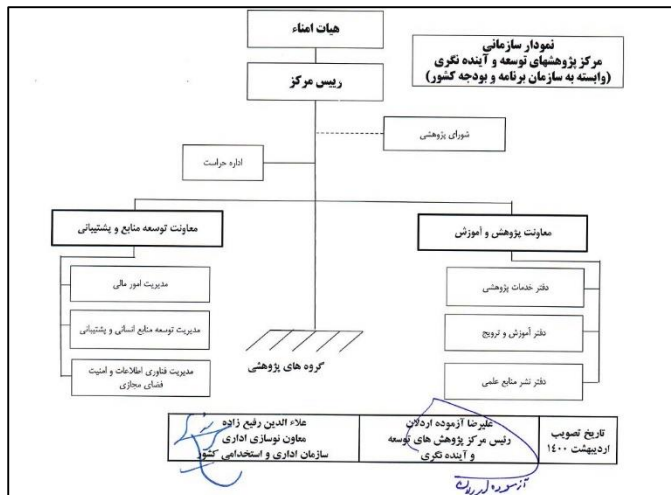 هیات امناء
رییس مرکز
نمودار سازمانی
مرکز پژوهشهای توسعه و آینده نگری
(وابسته به سازمان برنامه و بودجه کشور)
شورای پژوهشی
اداره حراست
معاونت پژوهش و آموزش
معاونت توسعه منابع و پشتیبانی
دفتر خدمات پژوهشی
دفتر آموزش و ترویج
دفتر نشر منابع علمی
مدیریت امور مالی
مدیریت توسعه منابع انسانی و پشتیبانی
مدیریت فناوری اطلاعات و امنیت
فضای مجازی
گروه های پژوهشی
تاریخ تصویب
اردیبهشت ۱۴۰۰
علیرضا آزموده اردلان
رئیس مرکز پژوهش های توسعه
و آینده نگری
علاء الدین رفیع زاده
معاون نوسازی اداری
سازمان اداری و استخدامی کشور
آزموده اردلان